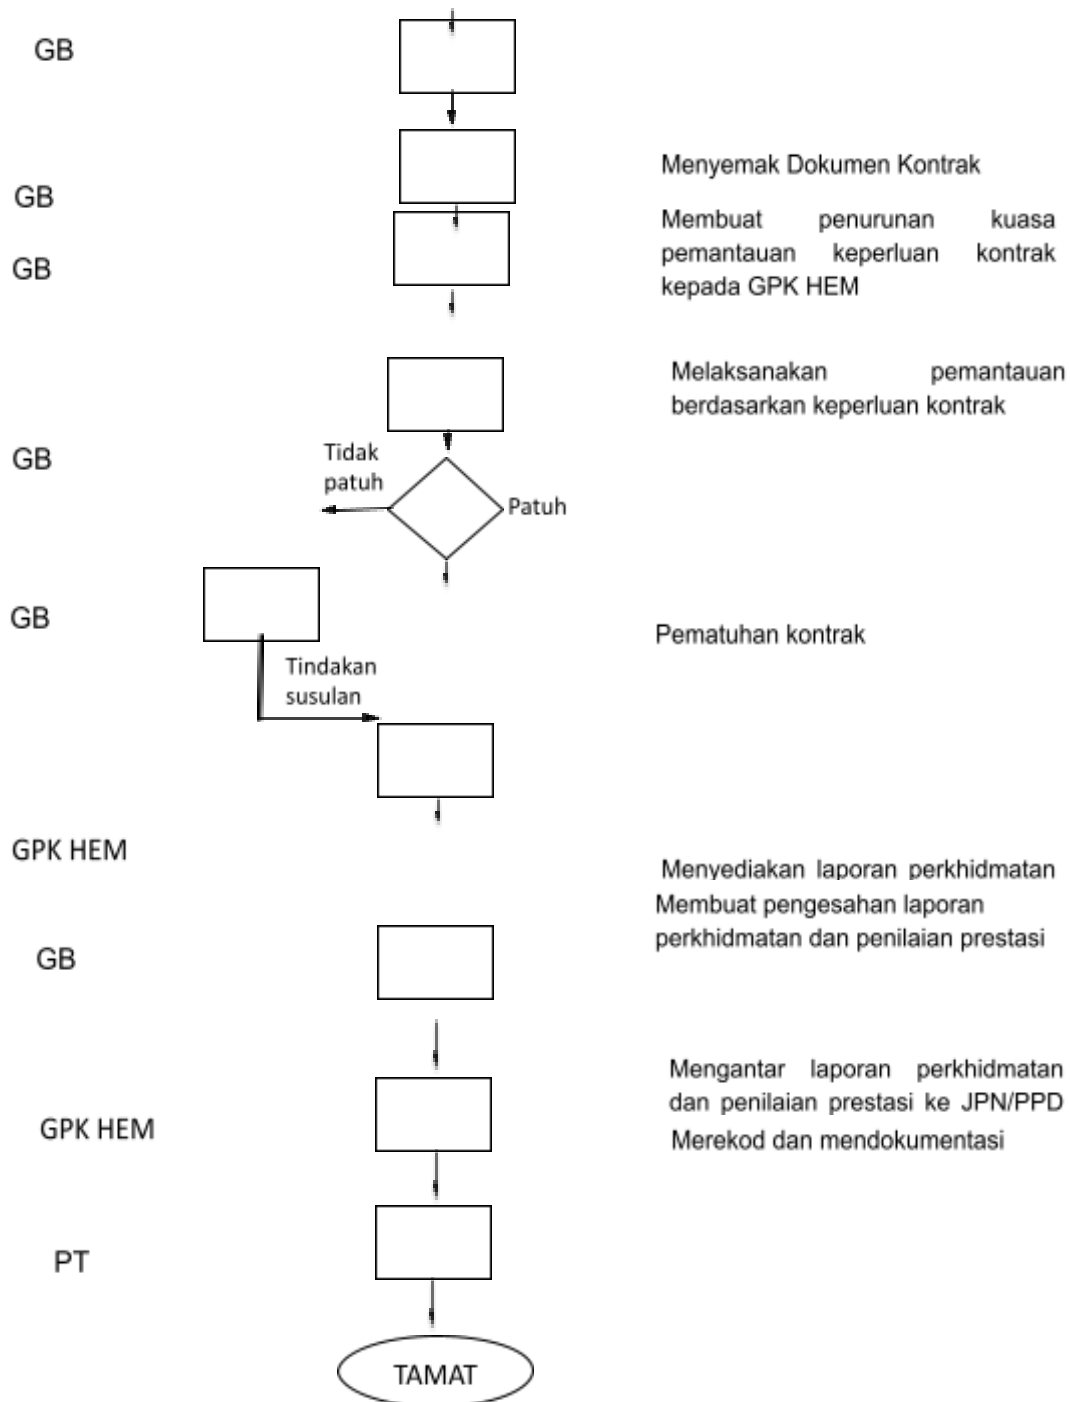 GB
Menyemak Dokumen Kontrak
GB
Membuat penurunan kuasa
pemantauan keperluan kontrak
kepada GPK HEM
GB
Melaksanakan pemantauan
berdasarkan keperluan kontrak
GB
Tidak
patuh
Patuh
GB
Pematuhan kontrak
Tindakan
susulan
GPK HEM
Menyediakan laporan perkhidmatan
Membuat pengesahan laporan
perkhidmatan dan penilaian prestasi
GB
Mengantar laporan perkhidmatan
dan penilaian prestasi ke JPN/PPD
GPK HEM
Merekod dan mendokumentasi
PT
TAMAT